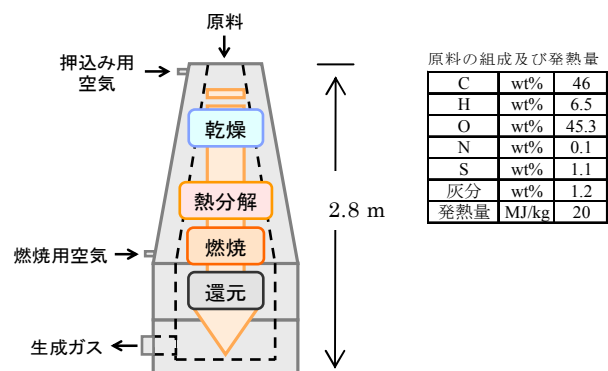 原料
押込み用
空気
乾燥
熱分解
2.8 m
燃焼用空気
燃焼
還元
生成ガス
原料の組成及び発熱量
C wt% 46
H wt% 6.5
O wt% 45.3
N wt% 0.1
S wt% 1.1
灰分 wt% 1.2
発熱量 MJ/kg 20